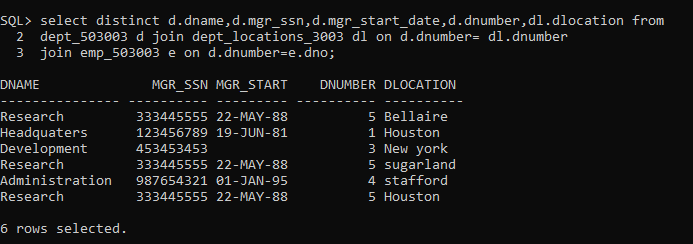 SQL> select distinct d.dname,d.mgr_ssn,d.mgr_start_date,d.dnumber,dl.dlocation from
  2  dept_503003 d join dept_locations_3003 dl on d.dnumber= dl.dnumber
  3  join emp_503003 e on d.dnumber=e.dno;
DNAME             MGR_SSN MGR_START    DNUMBER DLOCATION
--------------- ---------- --------- ---------- ----------
Research        333445555 22-MAY-88          5 Bellaire
Headquaters     123456789 19-JUN-81          1 Houston
Development     453453453                    3 New york
Research        333445555 22-MAY-88          5 sugarland
Administration  987654321 01-JAN-95          4 stafford
Research        333445555 22-MAY-88          5 Houston
6 rows selected.